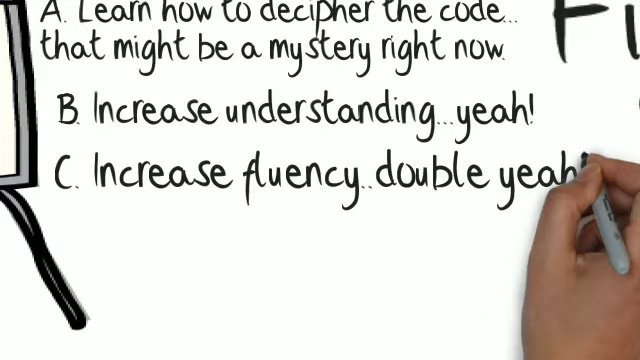 A. Learn how to decipher the code...
that might be a mystery right now.
B. Increase understanding...yeah!
C. Increase fluency..double yeah